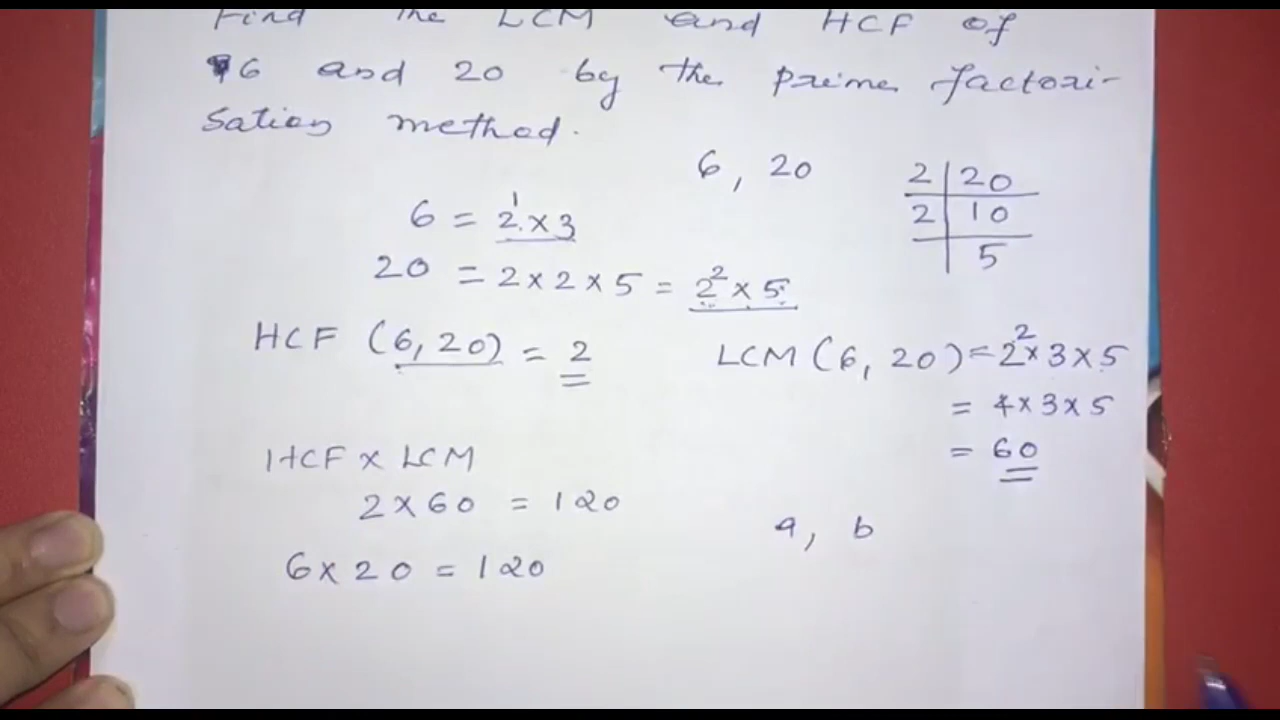 Find the LCM and HCF of
6 and 20 by the prime factori-
sation method.
6, 20
2 | 20
2 | 10
5
6 = 2¹ × 3
20 = 2 × 2 × 5 = 2² × 5
HCF (6, 20) = 2
LCM (6, 20) = 2² × 3 × 5
= 4 × 3 × 5
= 60
HCF × LCM
2 × 60 = 120
a, b
6 × 20 = 120